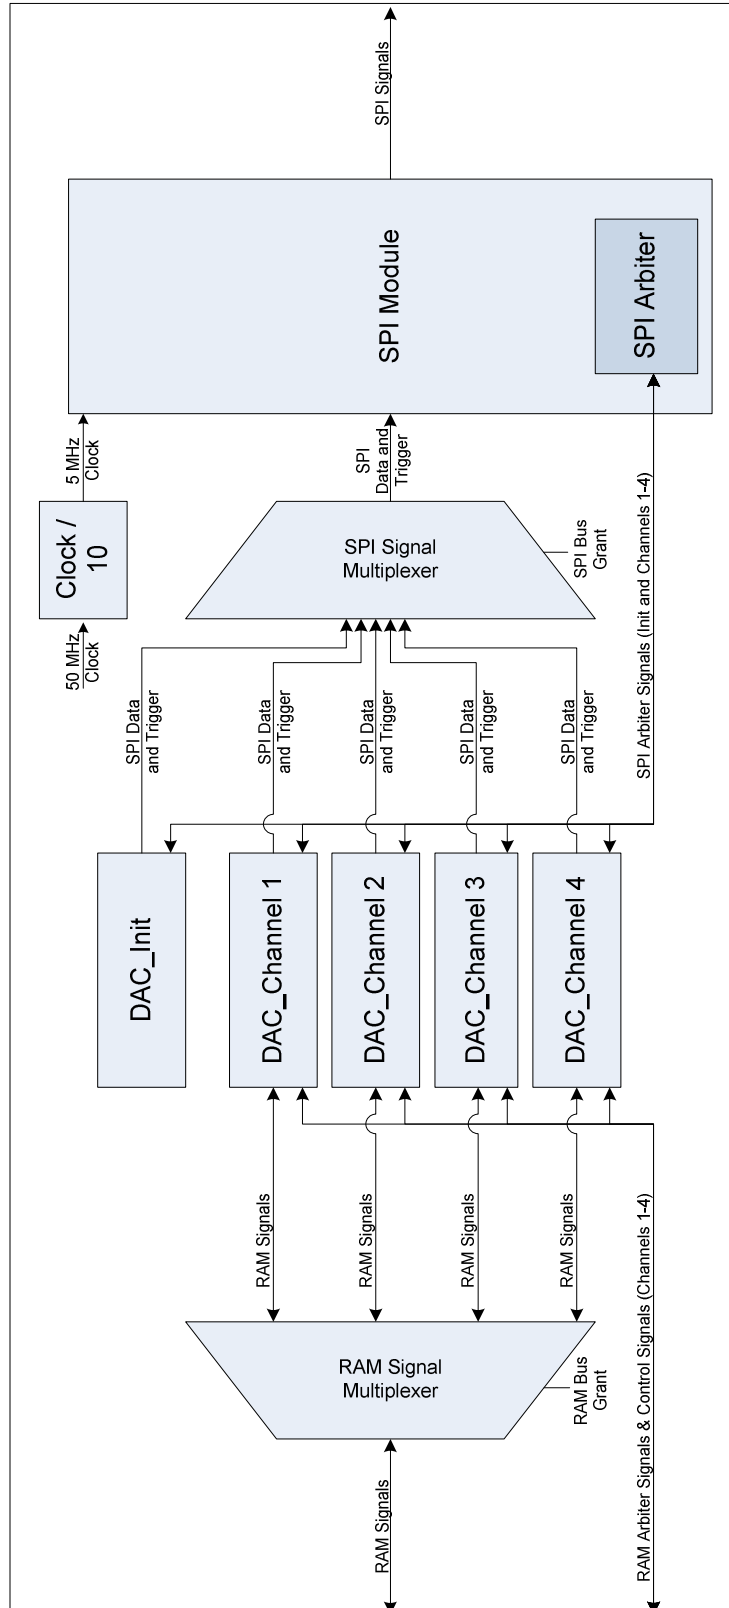 SPI Signals
SPI Module
SPI Arbiter
5 MHz
Clock
SPI
Data and
Trigger
Clock /
10
SPI Signal
Multiplexer
SPI Bus
Grant
50 MHz
Clock
SPI Data
and Trigger
SPI Data
and Trigger
SPI Data
and Trigger
SPI Data
and Trigger
SPI Data
and Trigger
SPI Arbiter Signals (Init and Channels 1-4)
DAC_Init
DAC_Channel 1
DAC_Channel 2
DAC_Channel 3
DAC_Channel 4
RAM Signals
RAM Signals
RAM Signals
RAM Signals
RAM Signal
Multiplexer
RAM Bus
Grant
RAM Signals
RAM Arbiter Signals & Control Signals (Channels 1-4)